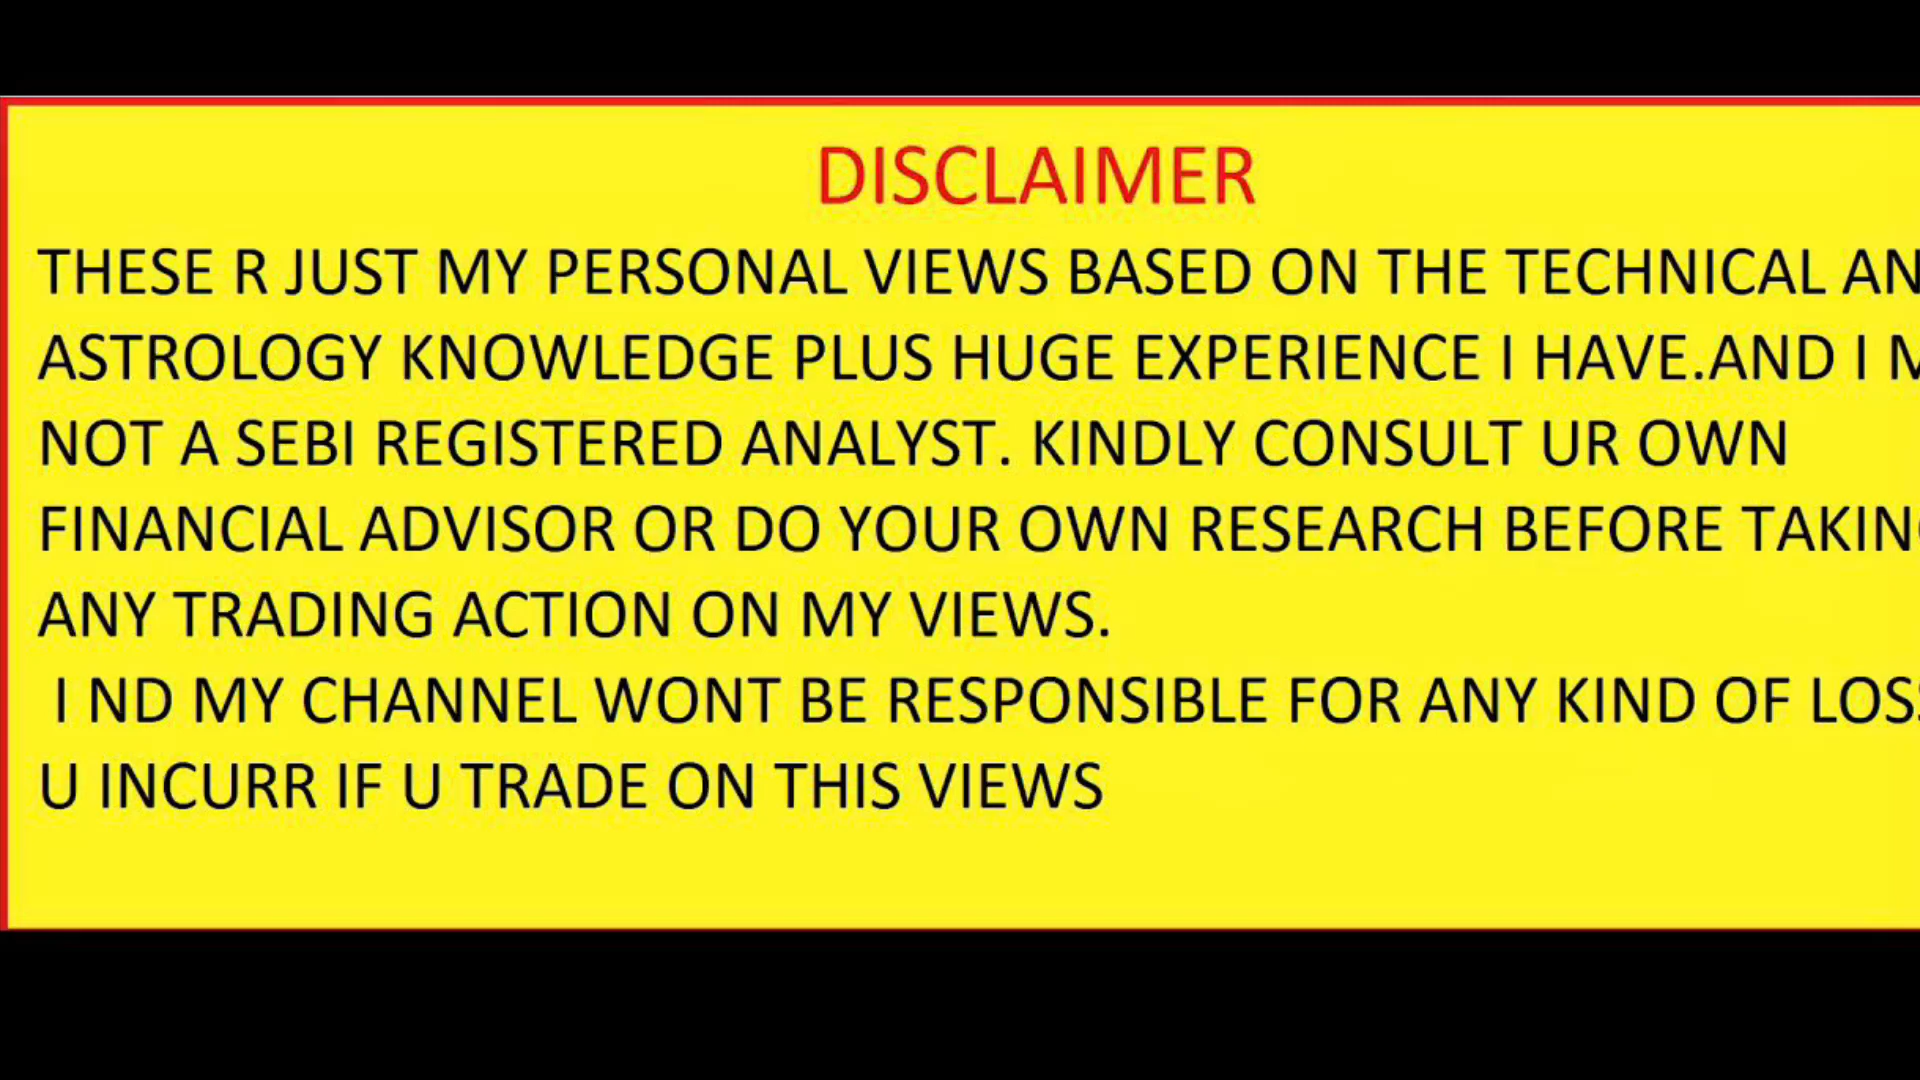 DISCLAIMER
THESE R JUST MY PERSONAL VIEWS BASED ON THE TECHNICAL AN
ASTROLOGY KNOWLEDGE PLUS HUGE EXPERIENCE I HAVE.AND I M
NOT A SEBI REGISTERED ANALYST. KINDLY CONSULT UR OWN
FINANCIAL ADVISOR OR DO YOUR OWN RESEARCH BEFORE TAKING
ANY TRADING ACTION ON MY VIEWS.
I ND MY CHANNEL WONT BE RESPONSIBLE FOR ANY KIND OF LOSS
U INCURR IF U TRADE ON THIS VIEWS